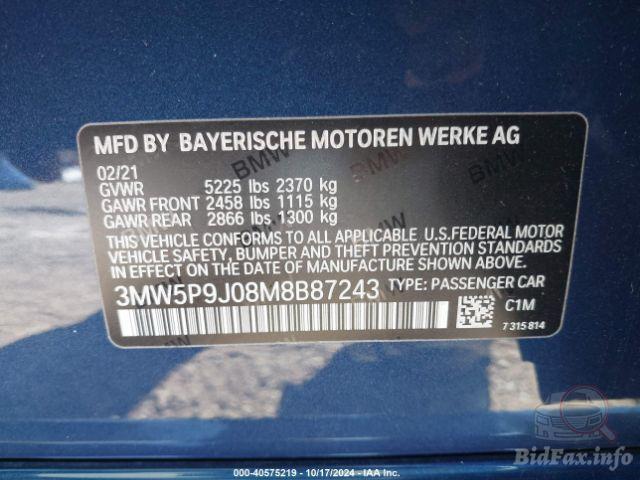 MFD BY BAYERISCHE MOTOREN WERKE AG
02/21
GVWR 5225 lbs 2370 kg
GAWR FRONT 2458 lbs 1115 kg
GAWR REAR 2866 lbs 1300 kg
THIS VEHICLE CONFORMS TO ALL APPLICABLE U.S.FEDERAL MOTOR
VEHICLE SAFETY, BUMPER AND THEFT PREVENTION STANDARDS
IN EFFECT ON THE DATE OF MANUFACTURE SHOWN ABOVE.
3MW5P9J08M8B87243 TYPE: PASSENGER CAR
C1M
7 315 814
BidFax.info
00-40575219 - 10/17/2024 - IAA Inc.